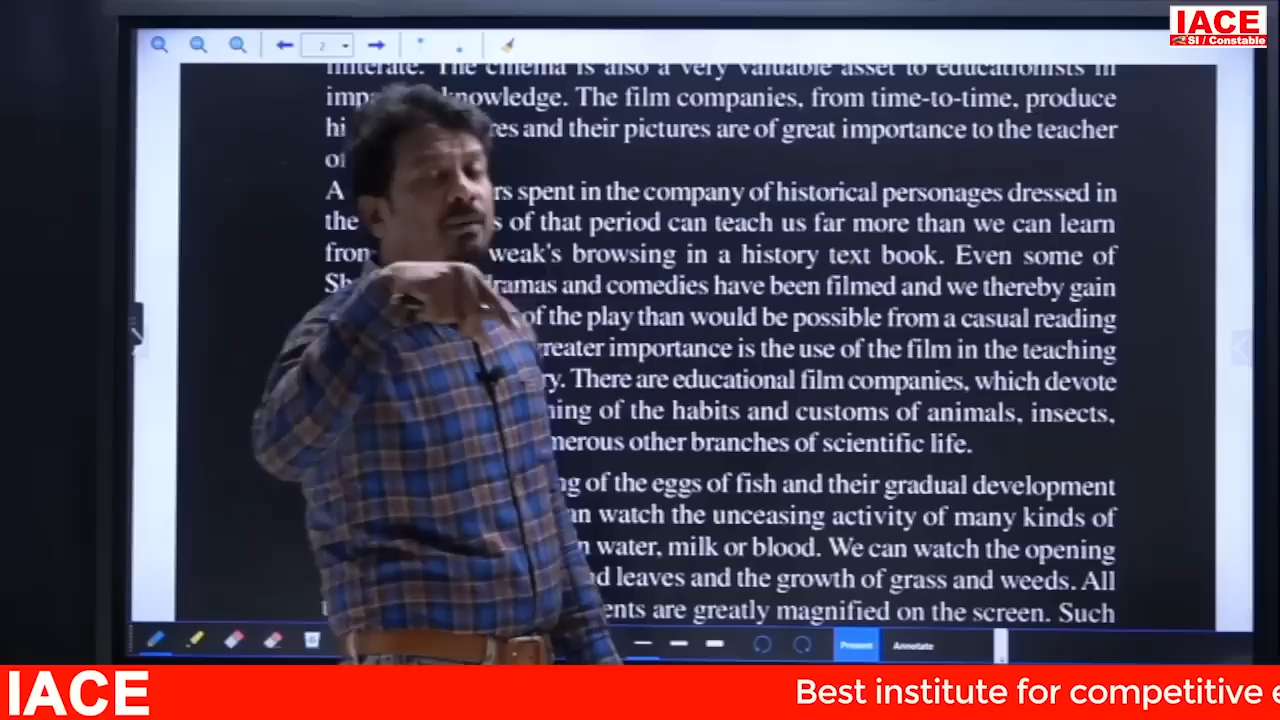 IACE
SI / Constable
2
illiterate. The cinema is also a very valuable asset to educationists in
knowledge. The film companies, from time-to-time, produce
and their pictures are of great importance to the teacher
A spent in the company of historical personages dressed in
the of that period can teach us far more than we can learn
weak's browsing in a history text book. Even some of
dramas and comedies have been filmed and we thereby gain
of the play than would be possible from a casual reading
importance is the use of the film in the teaching
There are educational film companies, which devote
of the habits and customs of animals, insects,
other branches of scientific life.
of the eggs of fish and their gradual development
watch the unceasing activity of many kinds of
water, milk or blood. We can watch the opening
leaves and the growth of grass and weeds. All
are greatly magnified on the screen. Such
Present Annotate
IACE
Best institute for competitive